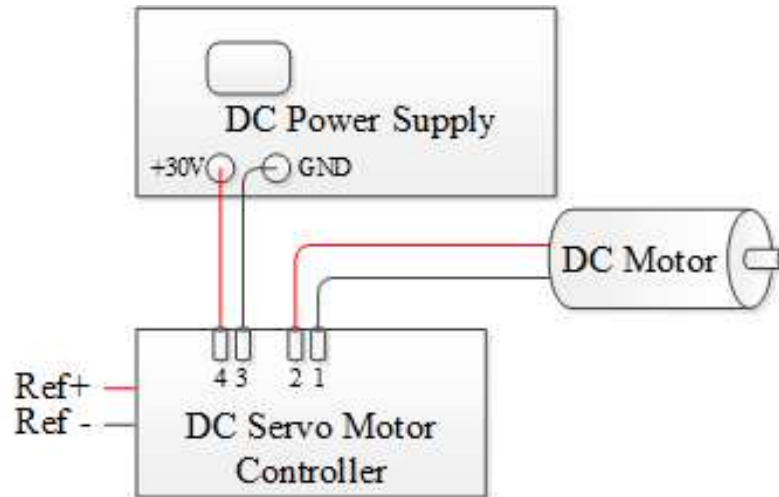 DC Power Supply
+30V GND
DC Motor
4 3 2 1
Ref+
Ref -
DC Servo Motor
Controller